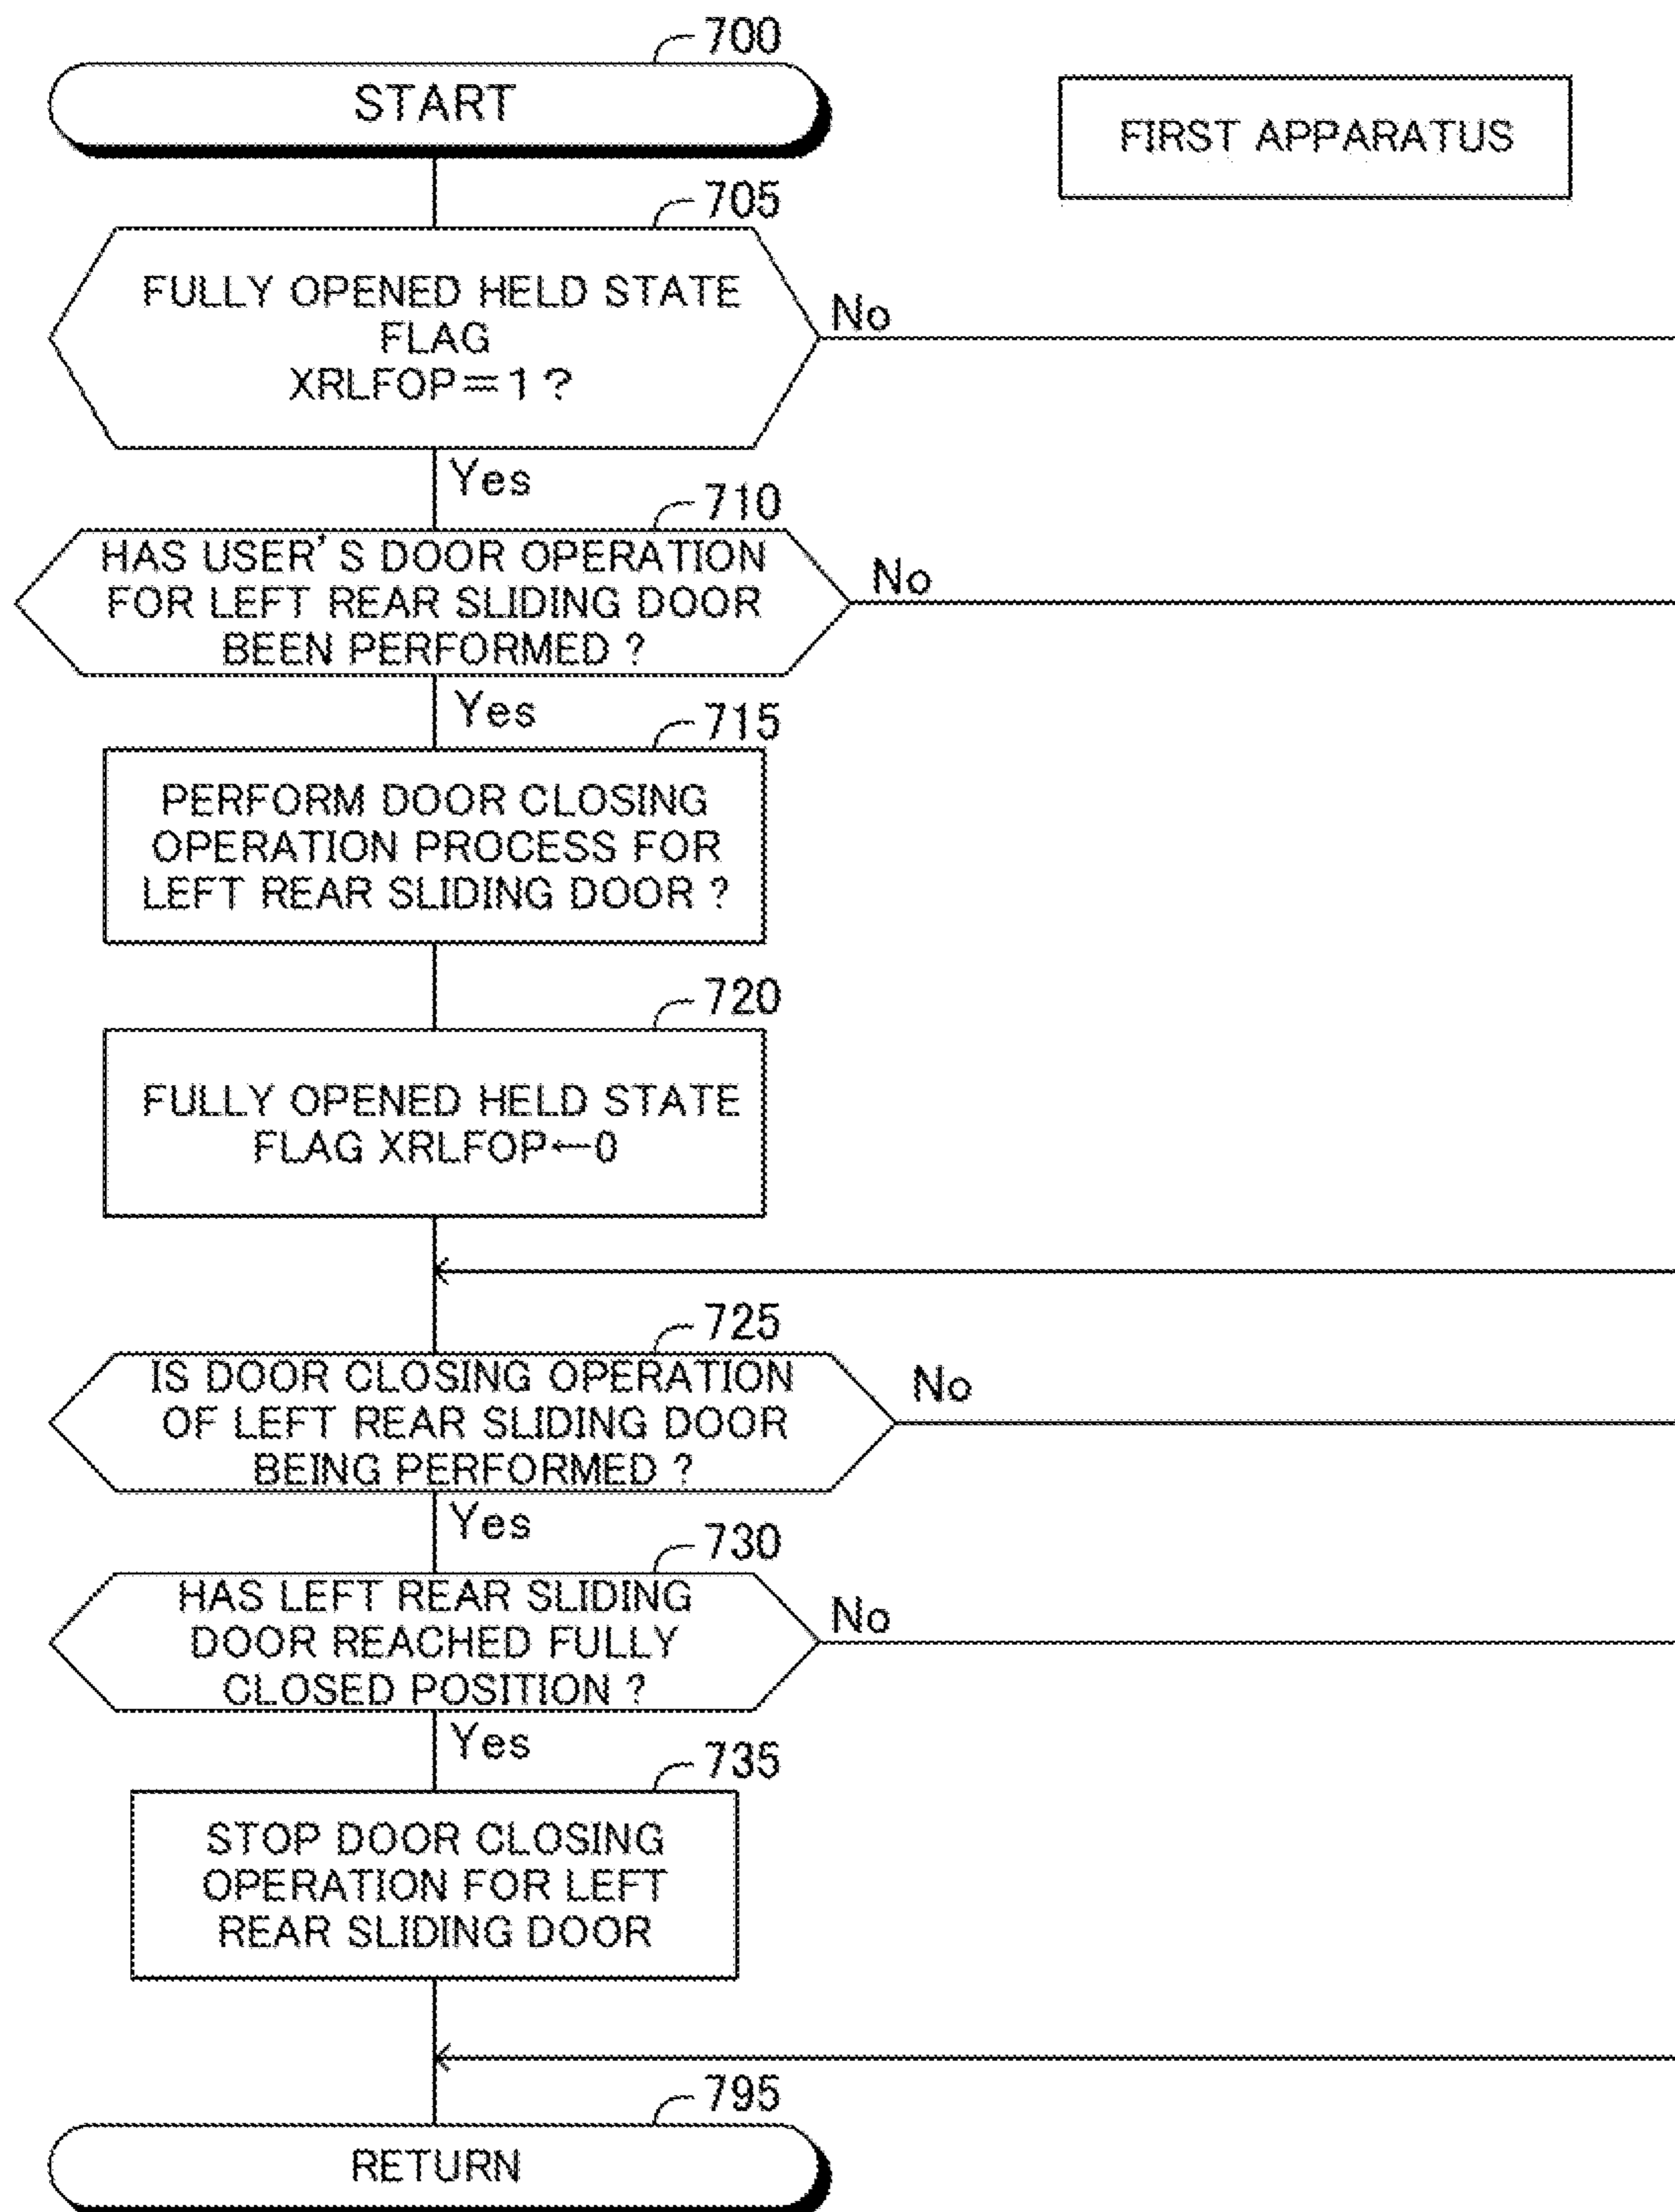 700
START
FIRST APPARATUS
705
FULLY OPENED HELD STATE
FLAG
XRLFOP=1?
No
Yes
710
HAS USER'S DOOR OPERATION
FOR LEFT REAR SLIDING DOOR
BEEN PERFORMED ?
No
Yes
715
PERFORM DOOR CLOSING
OPERATION PROCESS FOR
LEFT REAR SLIDING DOOR ?
720
FULLY OPENED HELD STATE
FLAG XRLFOP←0
725
IS DOOR CLOSING OPERATION
OF LEFT REAR SLIDING DOOR
BEING PERFORMED ?
No
Yes
730
HAS LEFT REAR SLIDING
DOOR REACHED FULLY
CLOSED POSITION ?
No
Yes
735
STOP DOOR CLOSING
OPERATION FOR LEFT
REAR SLIDING DOOR
795
RETURN